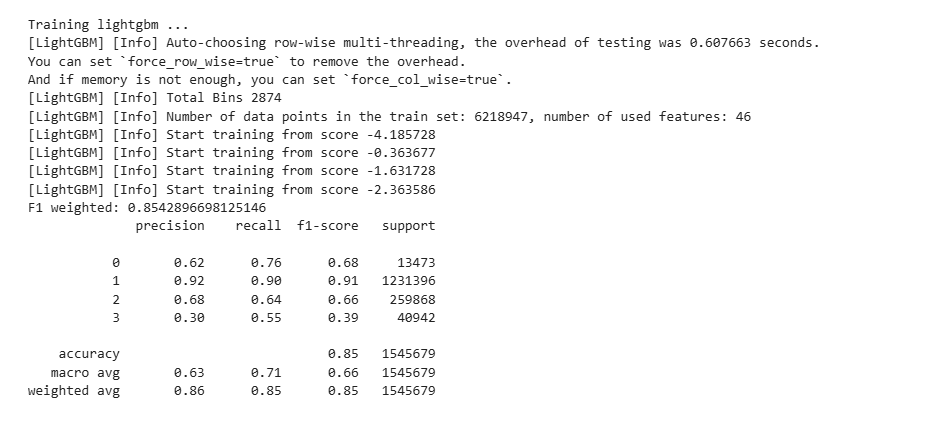 Training lightgbm ...
[LightGBM] [Info] Auto-choosing row-wise multi-threading, the overhead of testing was 0.607663 seconds.
You can set `force_row_wise=true` to remove the overhead.
And if memory is not enough, you can set `force_col_wise=true`.
[LightGBM] [Info] Total Bins 2874
[LightGBM] [Info] Number of data points in the train set: 6218947, number of used features: 46
[LightGBM] [Info] Start training from score -4.185728
[LightGBM] [Info] Start training from score -0.363677
[LightGBM] [Info] Start training from score -1.631728
[LightGBM] [Info] Start training from score -2.363586
F1 weighted: 0.8542896698125146
precision recall f1-score support
0 0.62 0.76 0.68 13473
1 0.92 0.90 0.91 1231396
2 0.68 0.64 0.66 259868
3 0.30 0.55 0.39 40942
accuracy 0.85 1545679
macro avg 0.63 0.71 0.66 1545679
weighted avg 0.86 0.85 0.85 1545679